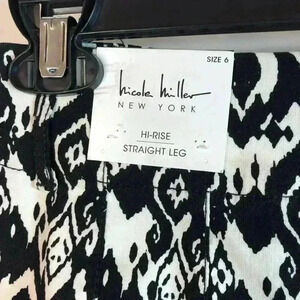 SIZE 6
nicole miller
NEW YORK
HI-RISE
STRAIGHT LEG